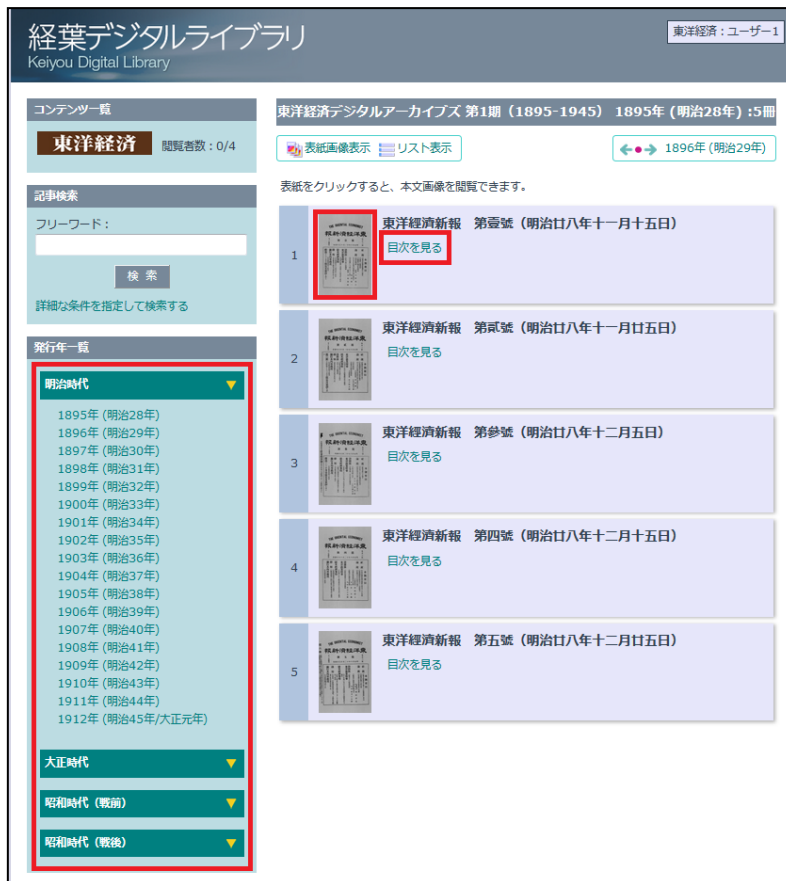 経葉デジタルライブラリ
Keiyou Digital Library
東洋経済：ユーザー1
コンテンツ一覧
東洋経済 閲覧者数：0/4
記事検索
フリーワード：
検 索
詳細な条件を指定して検索する
発行年一覧
明治時代 ▼
1895年 (明治28年)
1896年 (明治29年)
1897年 (明治30年)
1898年 (明治31年)
1899年 (明治32年)
1900年 (明治33年)
1901年 (明治34年)
1902年 (明治35年)
1903年 (明治36年)
1904年 (明治37年)
1905年 (明治38年)
1906年 (明治39年)
1907年 (明治40年)
1908年 (明治41年)
1909年 (明治42年)
1910年 (明治43年)
1911年 (明治44年)
1912年 (明治45年/大正元年)
大正時代 ▼
昭和時代（戦前） ▼
昭和時代（戦後） ▼
東洋経済デジタルアーカイブズ 第1期（1895-1945） 1895年 (明治28年) :5冊
表紙画像表示 リスト表示
1896年 (明治29年)
表紙をクリックすると、本文画像を閲覧できます。
1
東洋經濟新報　第壹號（明治廿八年十一月十五日）
目次を見る
2
東洋經濟新報　第貳號（明治廿八年十一月廿五日）
目次を見る
3
東洋經濟新報　第參號（明治廿八年十二月五日）
目次を見る
4
東洋經濟新報　第四號（明治廿八年十二月十五日）
目次を見る
5
東洋經濟新報　第五號（明治廿八年十二月廿五日）
目次を見る